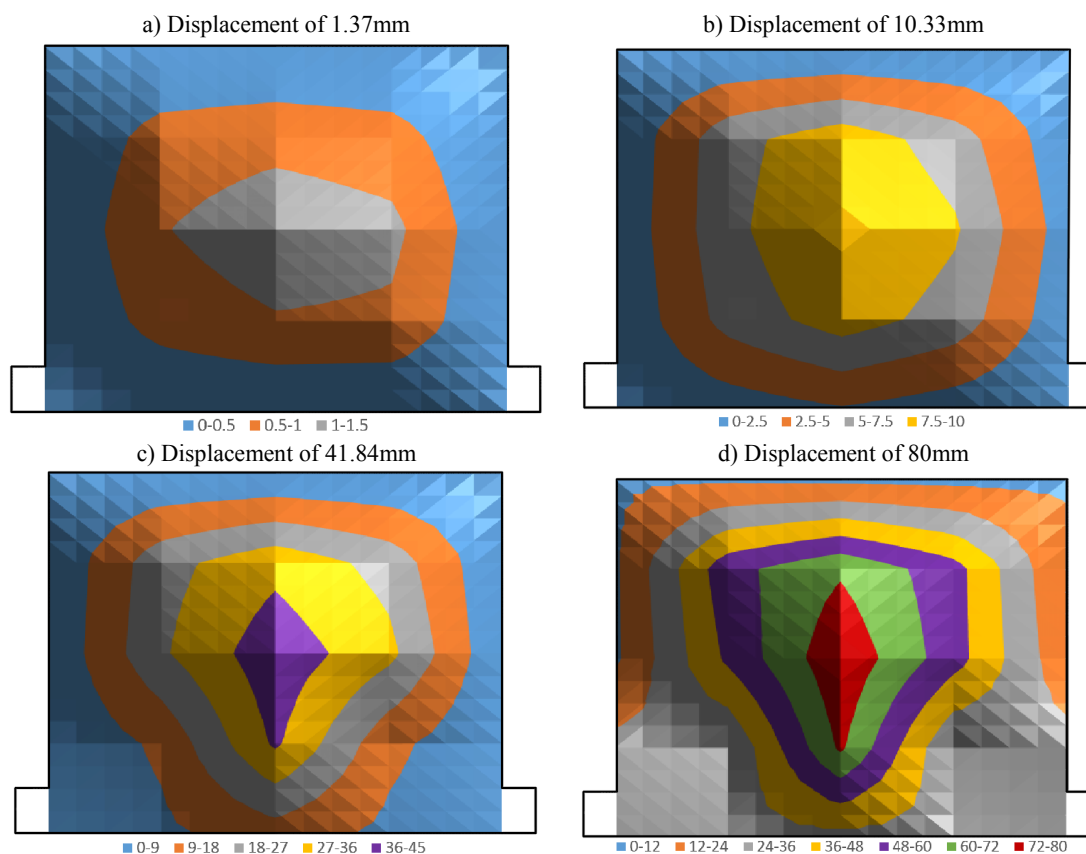 a) Displacement of 1.37mm
b) Displacement of 10.33mm
0-0.5 0.5-1 1-1.5
0-2.5 2.5-5 5-7.5 7.5-10
c) Displacement of 41.84mm
d) Displacement of 80mm
0-9 9-18 18-27 27-36 36-45
0-12 12-24 24-36 36-48 48-60 60-72 72-80